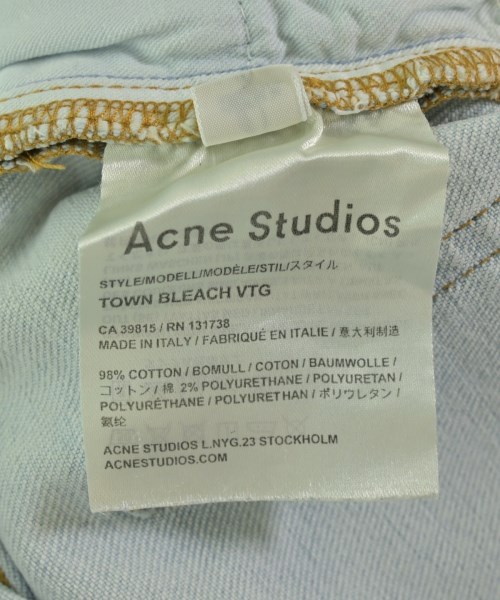 Acne Studios
STYLE/MODELL/MODÈLE/STIL/スタイル
TOWN BLEACH VTG
CA 39815 / RN 131738
MADE IN ITALY / FABRIQUÉ EN ITALIE / 意大利制造
98% COTTON / BOMULL / COTON / BAUMWOLLE /
コットン / 棉 2% POLYURETHANE / POLYURETAN /
POLYURÉTHANE / POLYURETHAN / ポリウレタン /
氨纶
ACNE STUDIOS L.NYG.23 STOCKHOLM
ACNESTUDIOS.COM